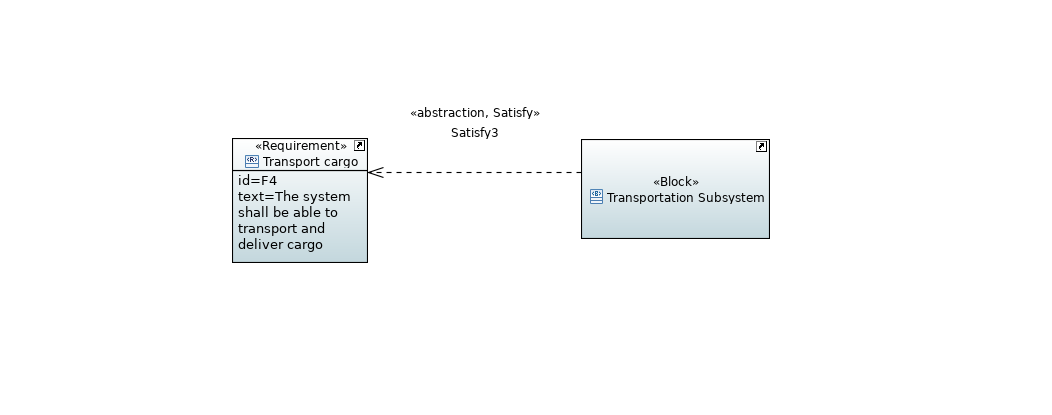 «abstraction, Satisfy»
Satisfy3
«Requirement»
Transport cargo
id=F4
text=The system
shall be able to
transport and
deliver cargo
«Block»
Transportation Subsystem